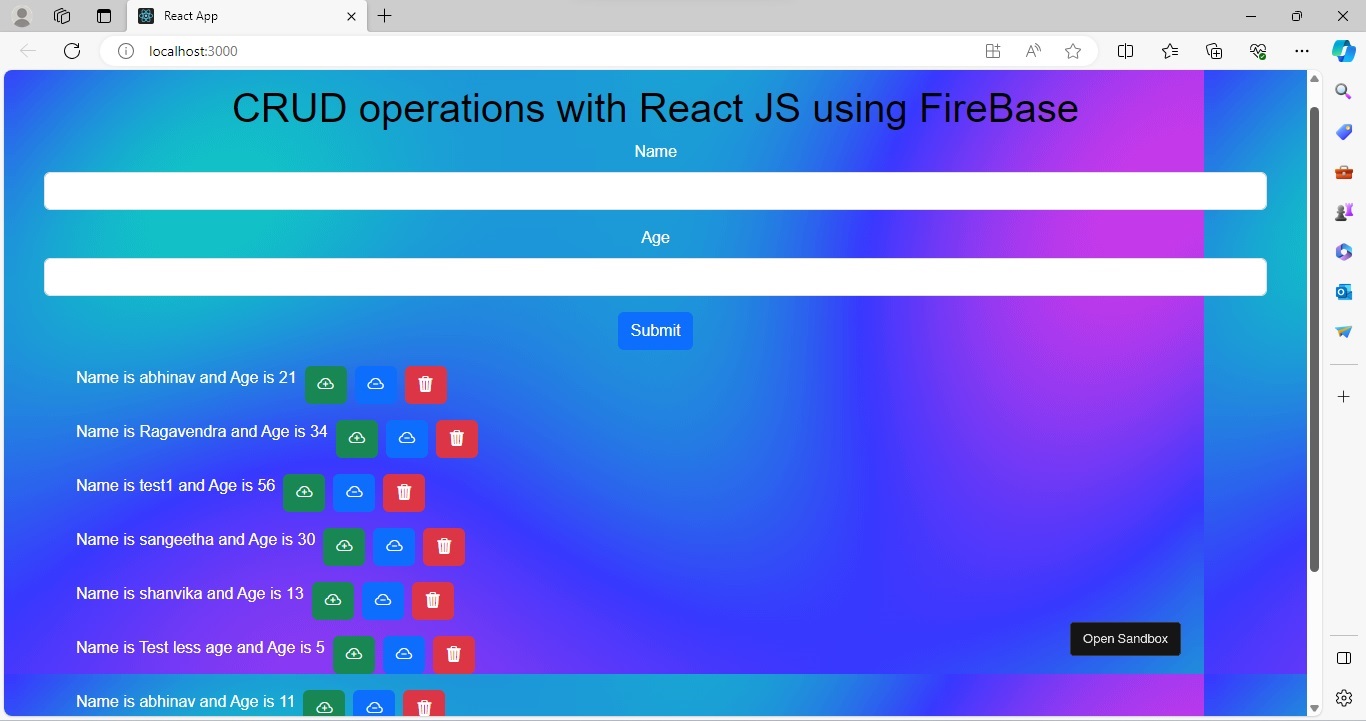 React App
localhost:3000
CRUD operations with React JS using FireBase
Name
Age
Submit
Name is abhinav and Age is 21
Name is Ragavendra and Age is 34
Name is test1 and Age is 56
Name is sangeetha and Age is 30
Name is shanvika and Age is 13
Name is Test less age and Age is 5
Open Sandbox
Name is abhinav and Age is 11